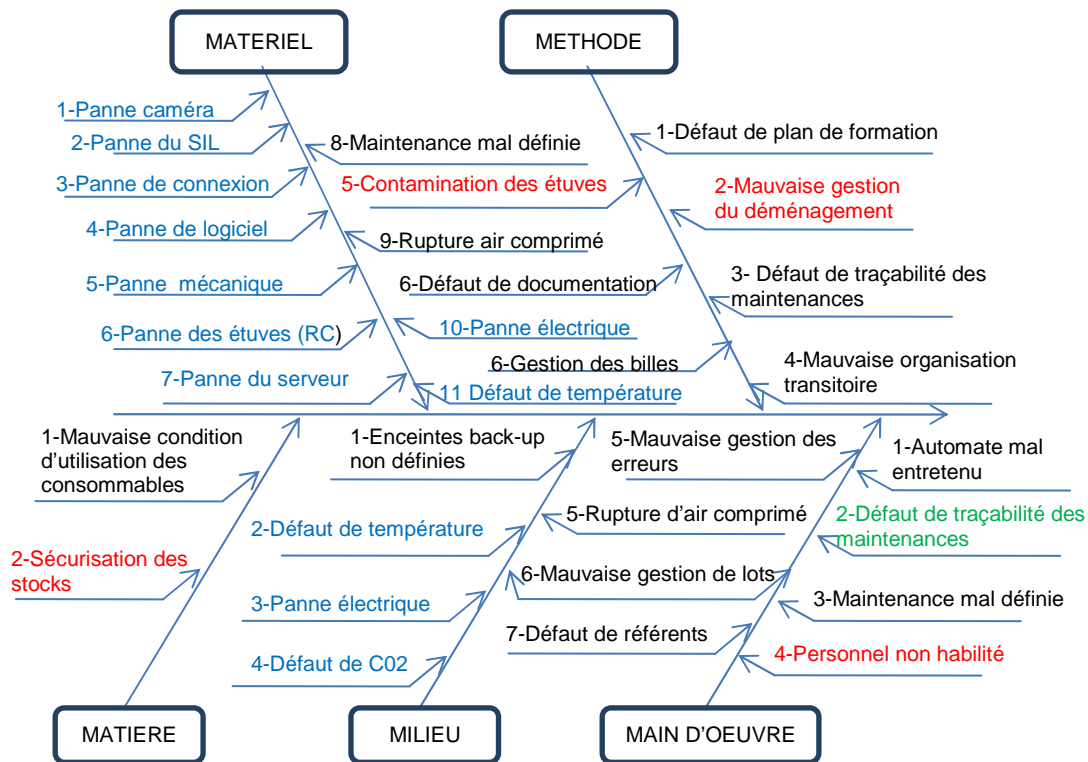 MATERIEL
METHODE
1-Panne caméra
2-Panne du SIL
3-Panne de connexion
4-Panne de logiciel
5-Panne mécanique
6-Panne des étuves (RC)
7-Panne du serveur
8-Maintenance mal définie
9-Rupture air comprimé
10-Panne électrique
11 Défaut de température
1-Défaut de plan de formation
2-Mauvaise gestion
du déménagement
3- Défaut de traçabilité des
maintenances
4-Mauvaise organisation
transitoire
5-Contamination des étuves
6-Défaut de documentation
6-Gestion des billes
1-Mauvaise condition
d'utilisation des
consommables
2-Sécurisation des
stocks
1-Enceintes back-up
non définies
2-Défaut de température
3-Panne électrique
4-Défaut de C02
5-Rupture d'air comprimé
6-Mauvaise gestion de lots
5-Mauvaise gestion des
erreurs
7-Défaut de référents
1-Automate mal
entretenu
2-Défaut de traçabilité des
maintenances
3-Maintenance mal définie
4-Personnel non habilité
MATIERE
MILIEU
MAIN D'OEUVRE